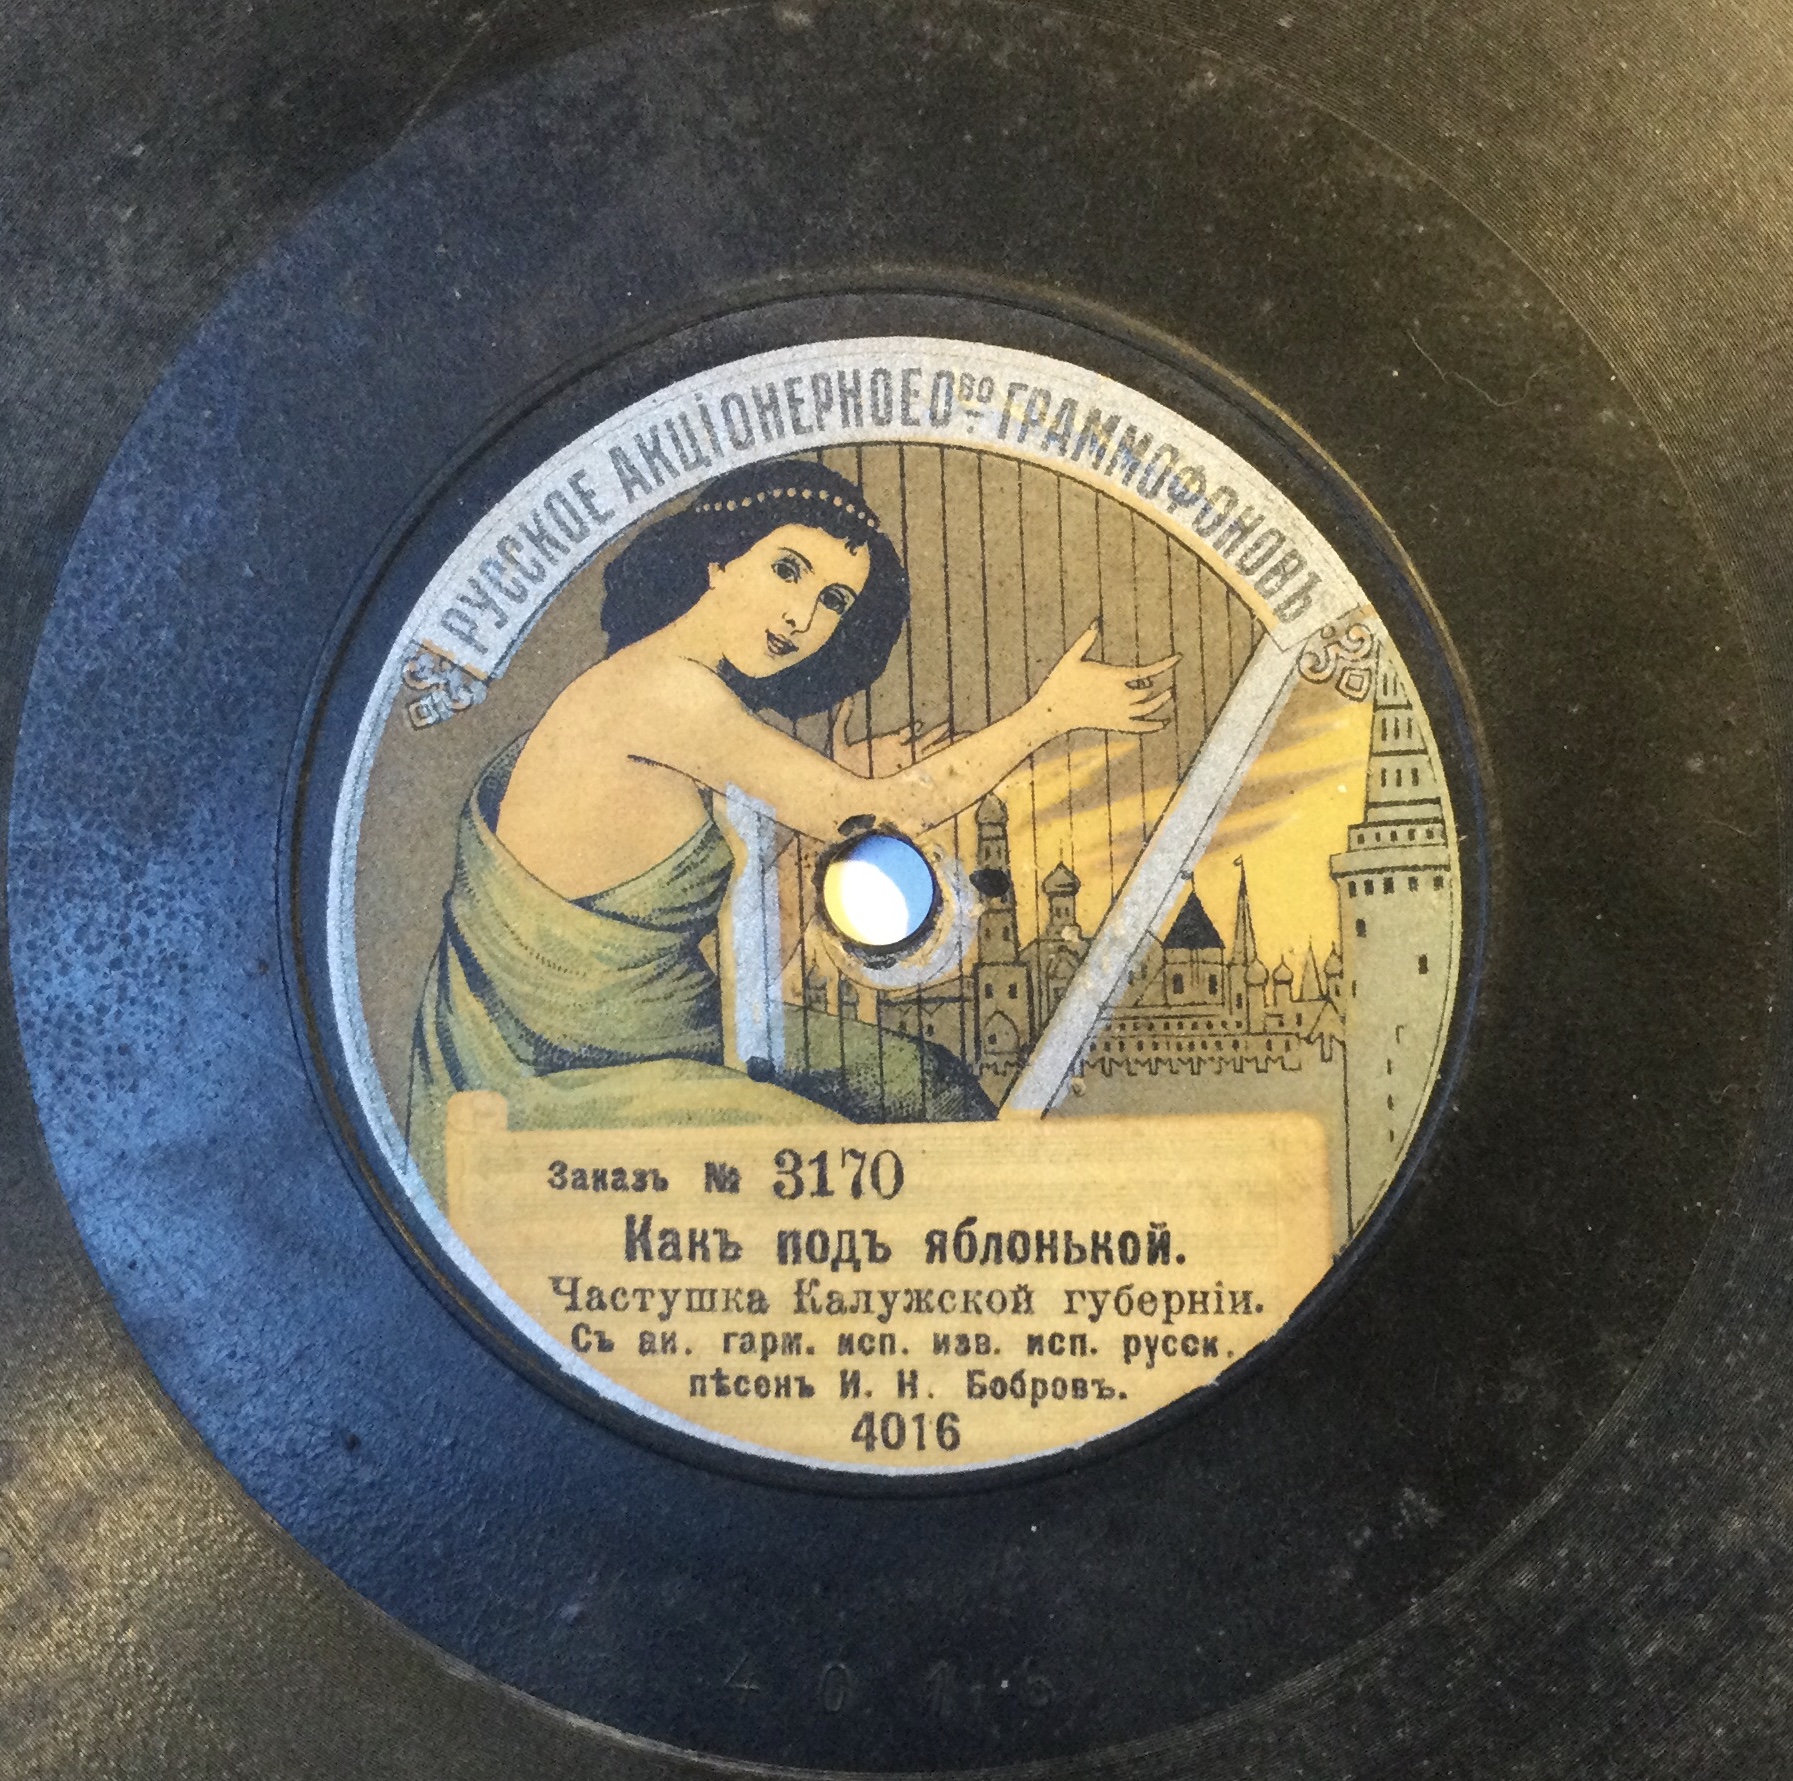 РУССКОЕ АКЦІОНЕРНОЕ О-ВО ГРАММОФОНОВЪ
Заказъ № 3170
Какъ подъ яблонькой.
Частушка Калужской губерніи.
Съ ак. гарм. исп. изв. исп. русск.
пѣсенъ И. Н. Бобровъ.
4016
4016